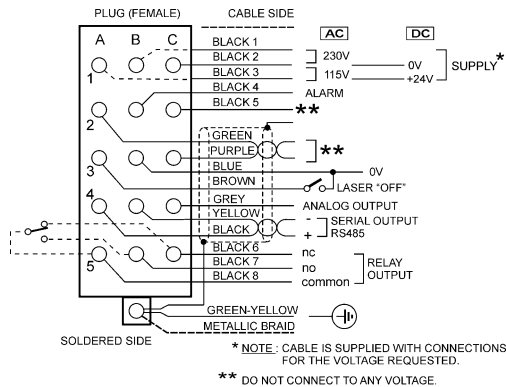 PLUG (FEMALE) CABLE SIDE
A B C AC DC
BLACK 1
BLACK 2 230V
0V SUPPLY *
1 BLACK 3 115V +24V
BLACK 4 ALARM
BLACK 5 **
2
GREEN
PURPLE **
3 BLUE 0V
BROWN LASER "OFF"
4 GREY ANALOG OUTPUT
YELLOW - SERIAL OUTPUT
BLACK + RS485
BLACK 6 nc
BLACK 7 no RELAY
5 BLACK 8 common OUTPUT
GREEN-YELLOW
METALLIC BRAID
SOLDERED SIDE
* NOTE : CABLE IS SUPPLIED WITH CONNECTIONS
FOR THE VOLTAGE REQUESTED.
** DO NOT CONNECT TO ANY VOLTAGE.